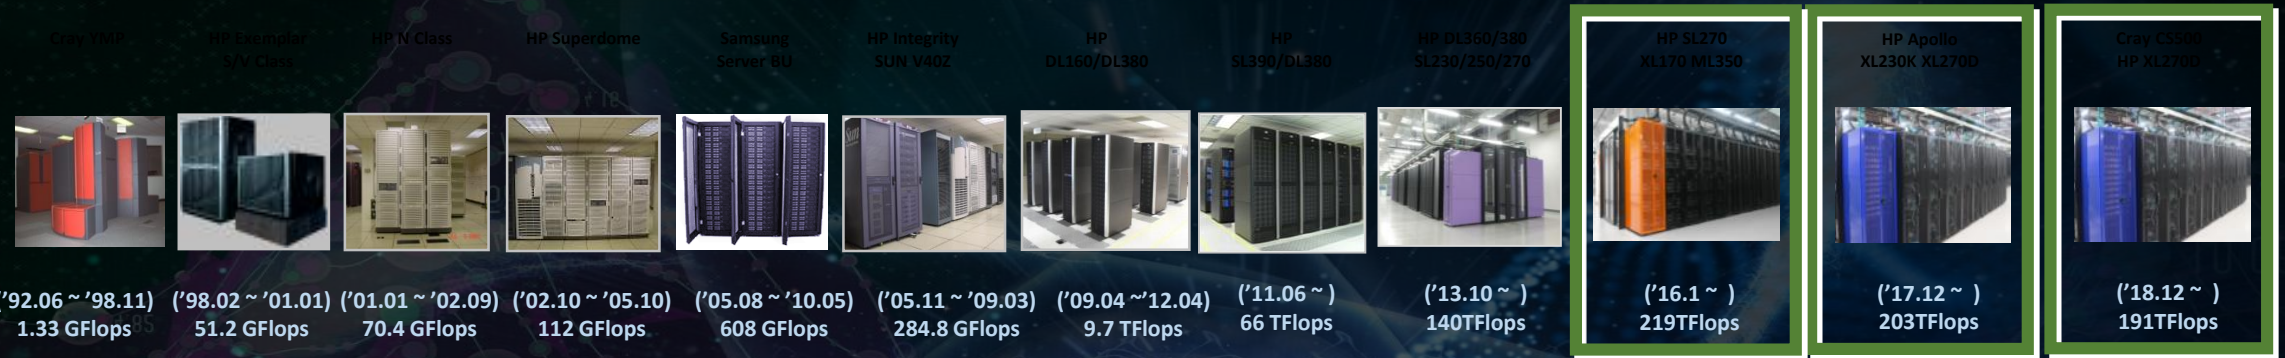 Cray YMP
HP Exemplar
S/V Class
HP N Class
HP Superdome
Samsung
Server BU
HP Integrity
SUN V40Z
HP
DL160/DL380
HP
SL390/DL380
HP DL360/380
SL230/250/270
HP SL270
XL170 ML350
HP Apollo
XL230K XL270D
Cray CS500
HP XL270D
(’92.06 ~ ’98.11)
1.33 GFlops
(’98.02 ~ ’01.01)
51.2 GFlops
(’01.01 ~ ’02.09)
70.4 GFlops
(’02.10 ~ ’05.10)
112 GFlops
(’05.08 ~ ’10.05)
608 GFlops
(’05.11 ~ ’09.03)
284.8 GFlops
(’09.04 ~’12.04)
9.7 TFlops
(’11.06 ~ )
66 TFlops
(’13.10 ~  )
140TFlops
(’16.1 ~  )
219TFlops
(’17.12 ~  )
203TFlops
(’18.12 ~  )
191TFlops